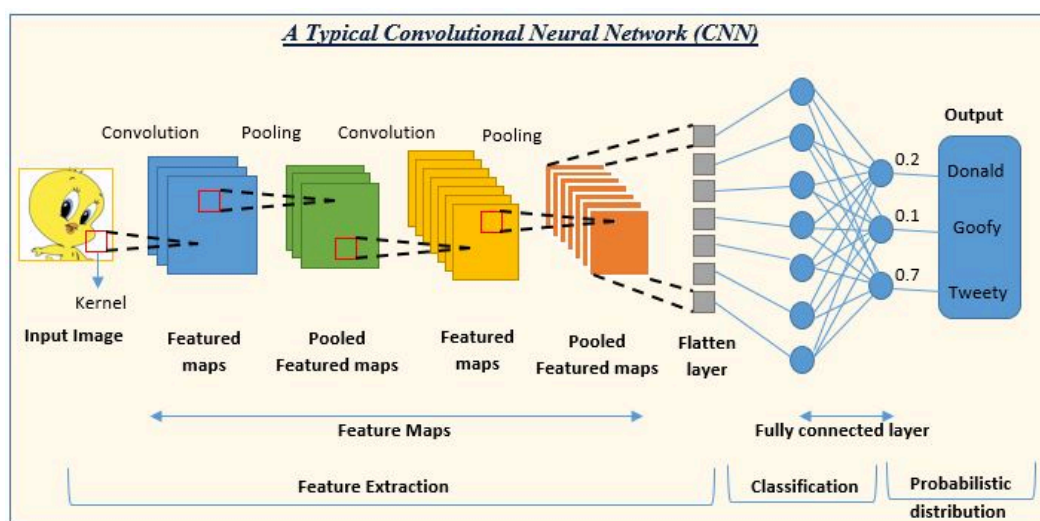 A Typical Convolutional Neural Network (CNN)
Convolution
Pooling
Convolution
Pooling
Kernel
Input Image
Featured
maps
Pooled
Featured maps
Featured
maps
Pooled
Featured maps
Flatten
layer
0.2
0.1
0.7
Output
Donald
Goofy
Tweety
Feature Maps
Fully connected layer
Feature Extraction
Classification
Probabilistic
distribution